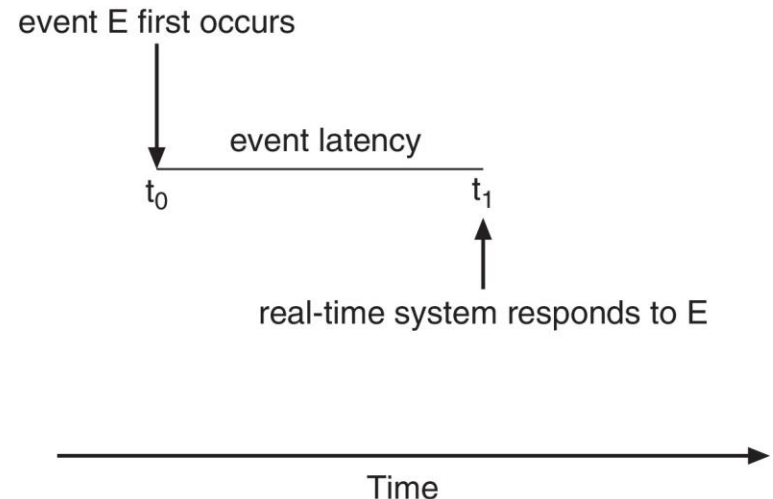 event E first occurs
event latency
t₀
t₁
real-time system responds to E
Time